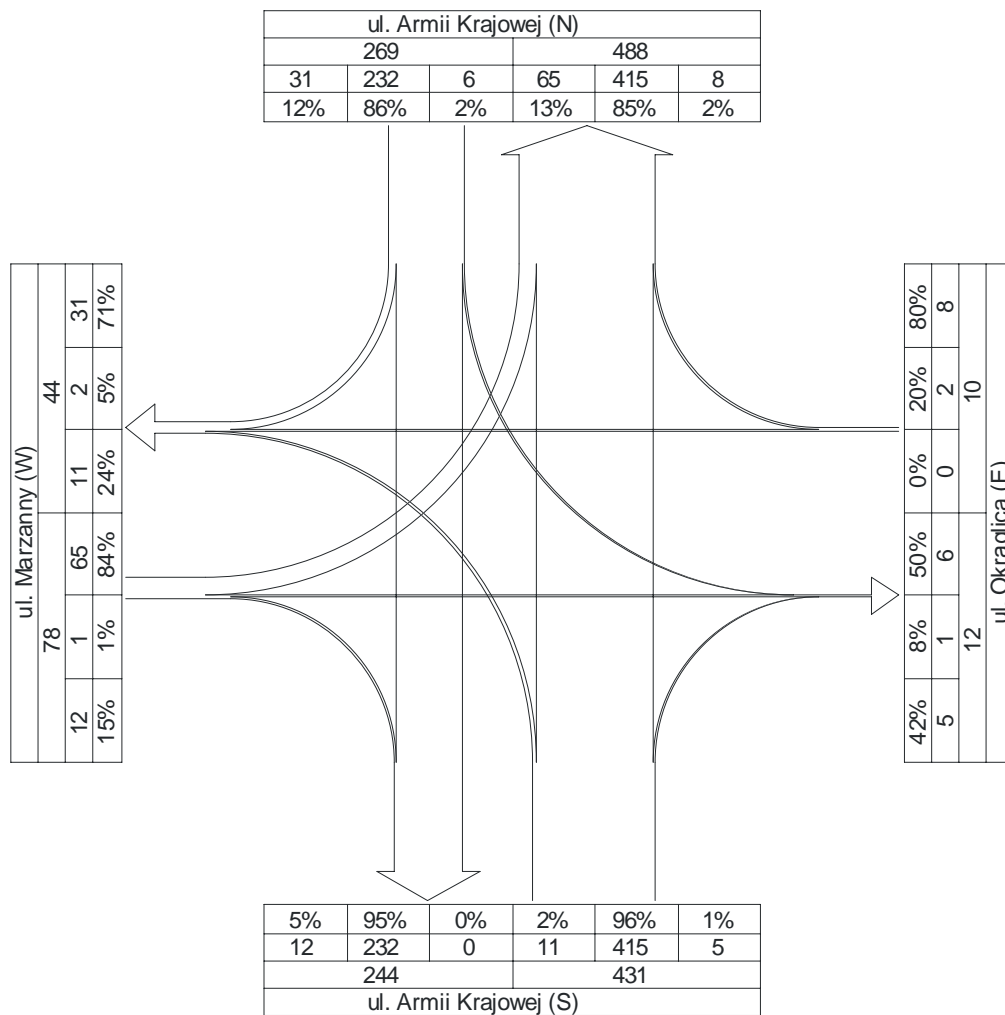 ul. Armii Krajowej (N)
269 488
31 232 6 65 415 8
12% 86% 2% 13% 85% 2%
ul. Marzanny (W)
44 78
31 2 11 65 1 12
71% 5% 24% 84% 1% 15%
80% 20% 0% 50% 8% 42%
8 2 0 6 1 5
10 12
ul. Okraglica (E)
5% 95% 0% 2% 96% 1%
12 232 0 11 415 5
244 431
ul. Armii Krajowej (S)